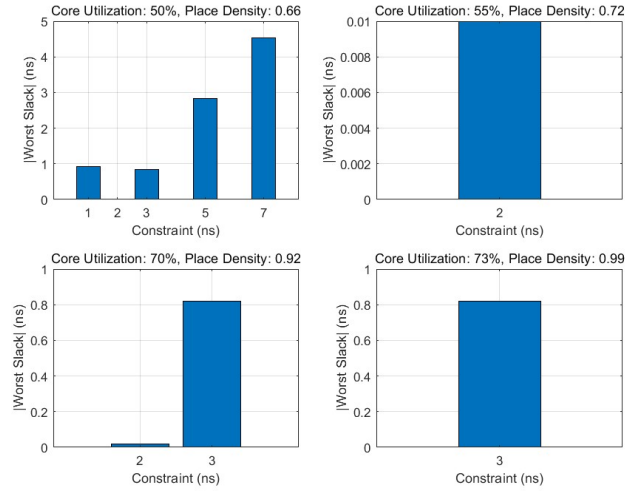 Core Utilization: 50%, Place Density: 0.66
5
4
3
2
1
0
|Worst Slack| (ns)
1 2 3 5 7
Constraint (ns)
Core Utilization: 55%, Place Density: 0.72
0.01
0.008
0.006
0.004
0.002
0
|Worst Slack| (ns)
2
Constraint (ns)
Core Utilization: 70%, Place Density: 0.92
1
0.8
0.6
0.4
0.2
0
|Worst Slack| (ns)
2 3
Constraint (ns)
Core Utilization: 73%, Place Density: 0.99
1
0.8
0.6
0.4
0.2
0
|Worst Slack| (ns)
3
Constraint (ns)